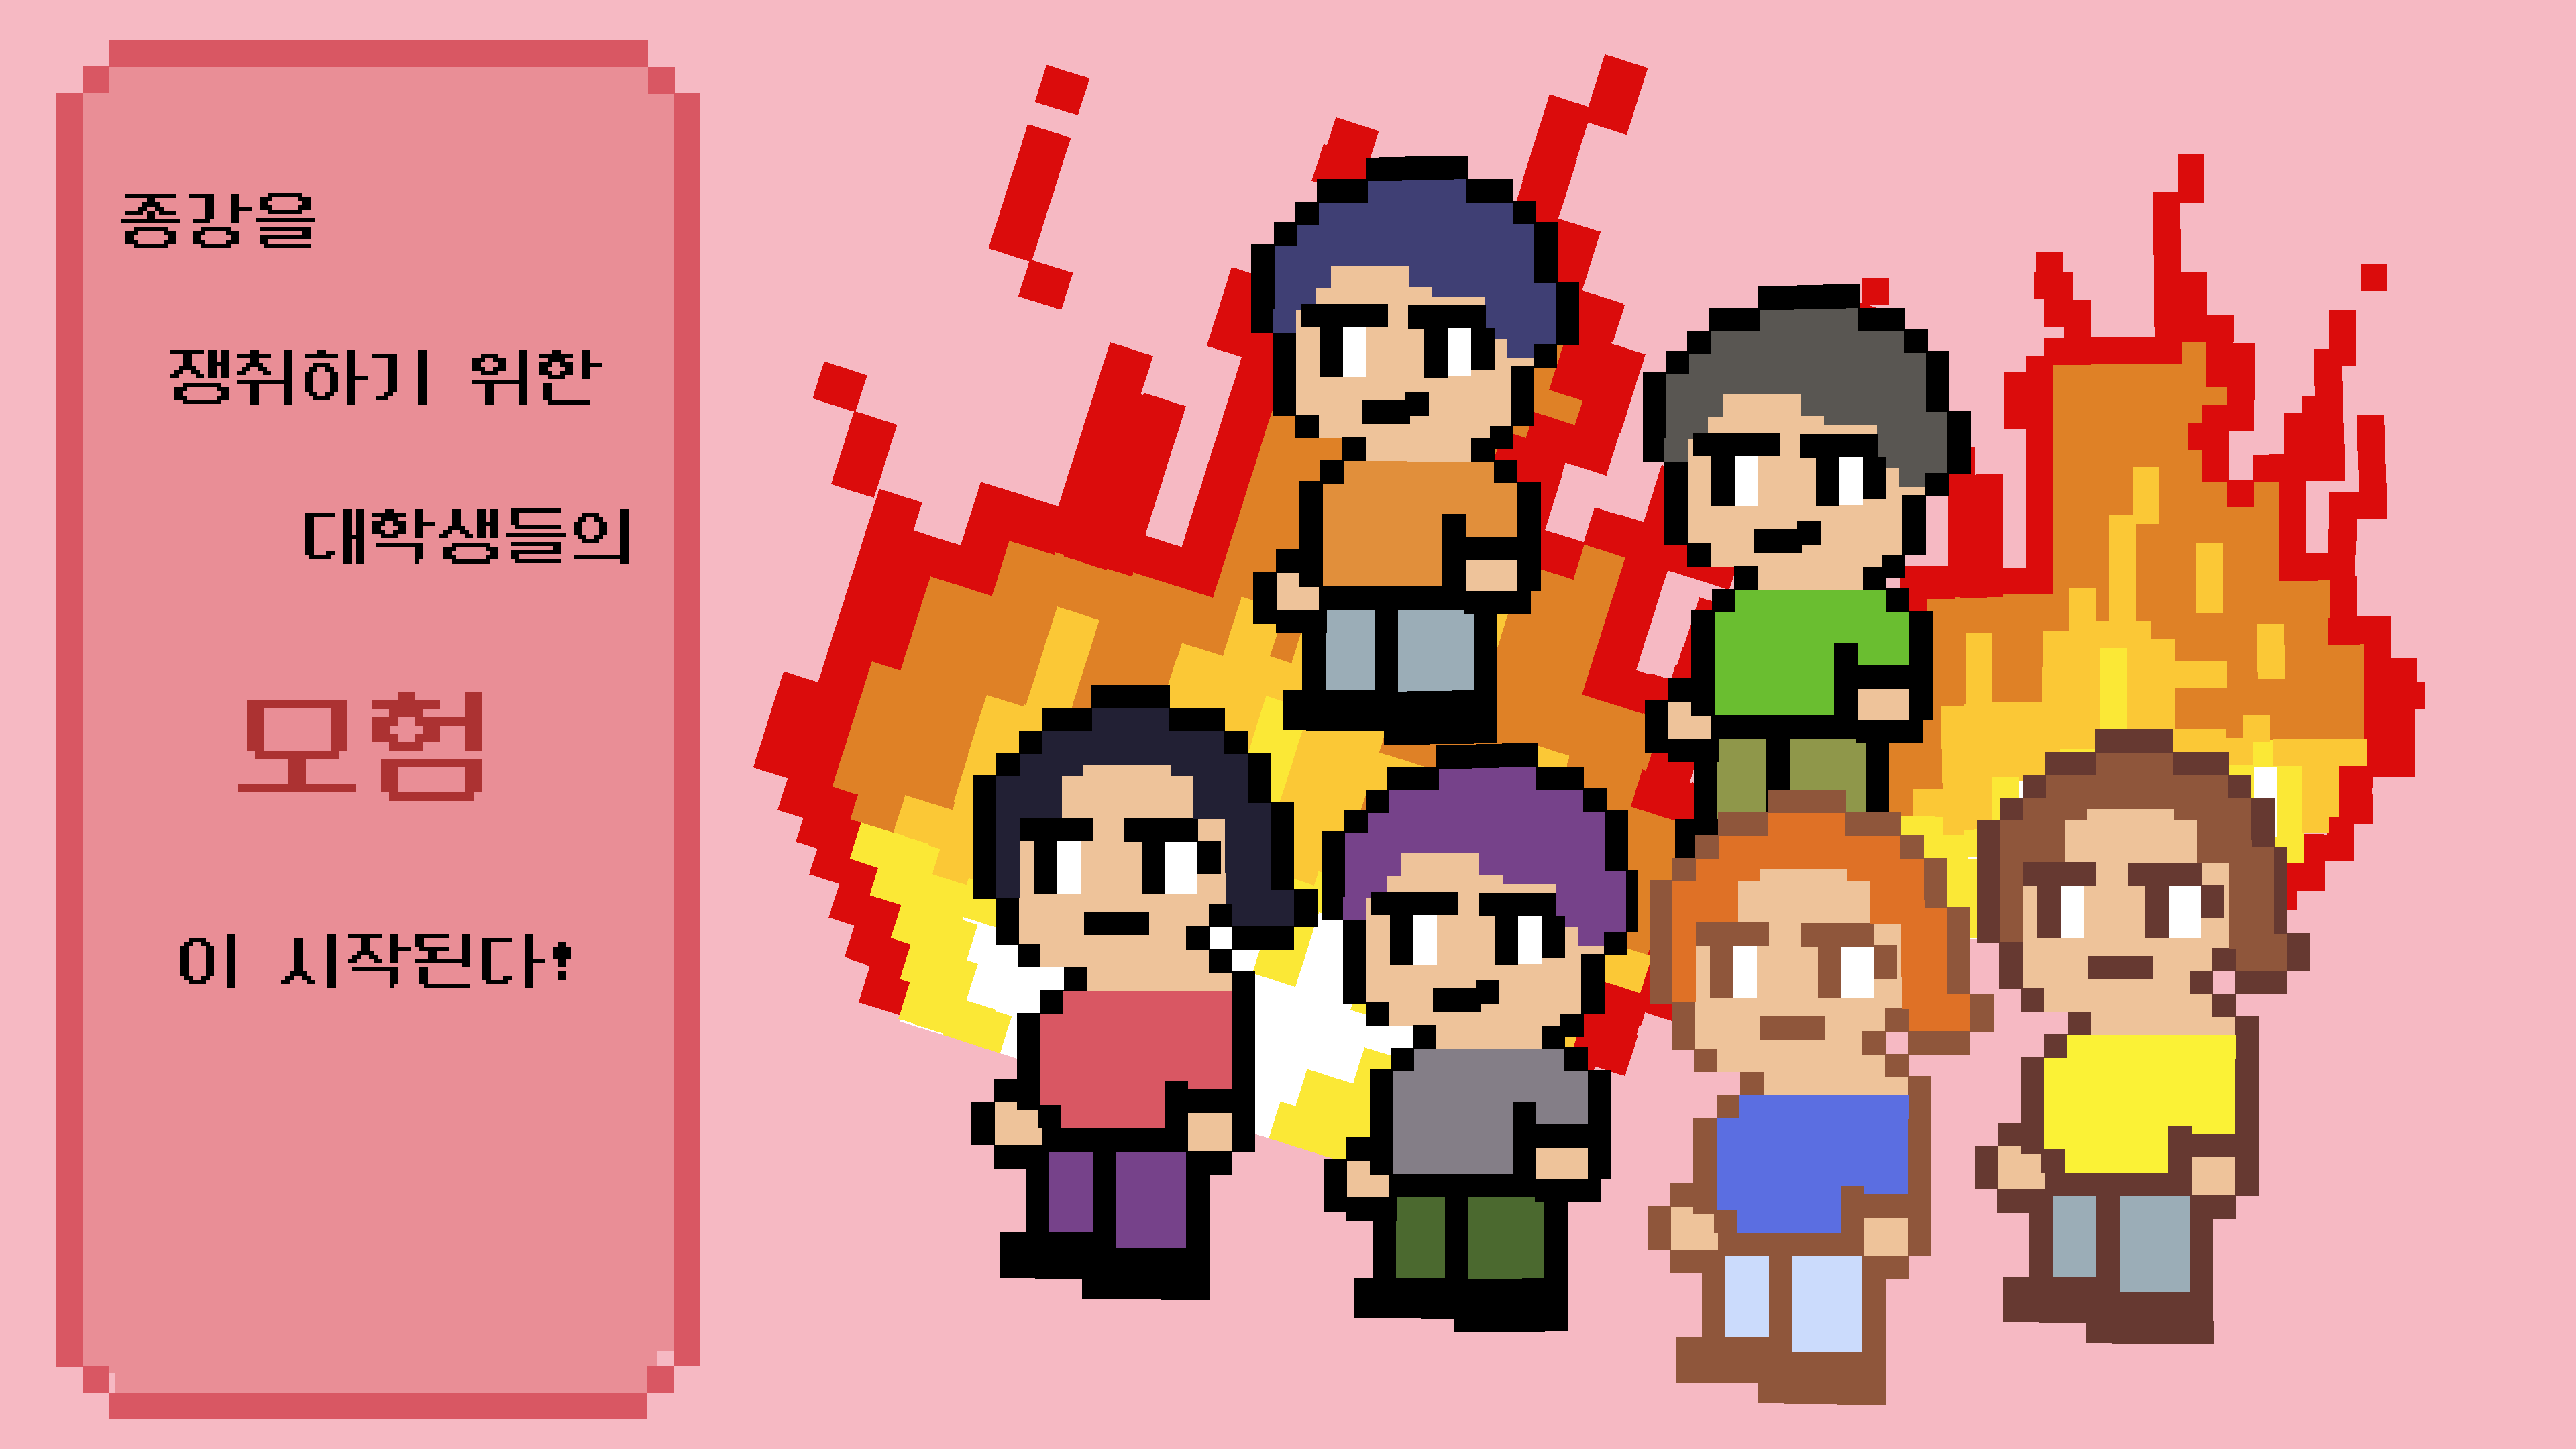 종강을
쟁취하기 위한
대학생들의
모험
이 시작된다!